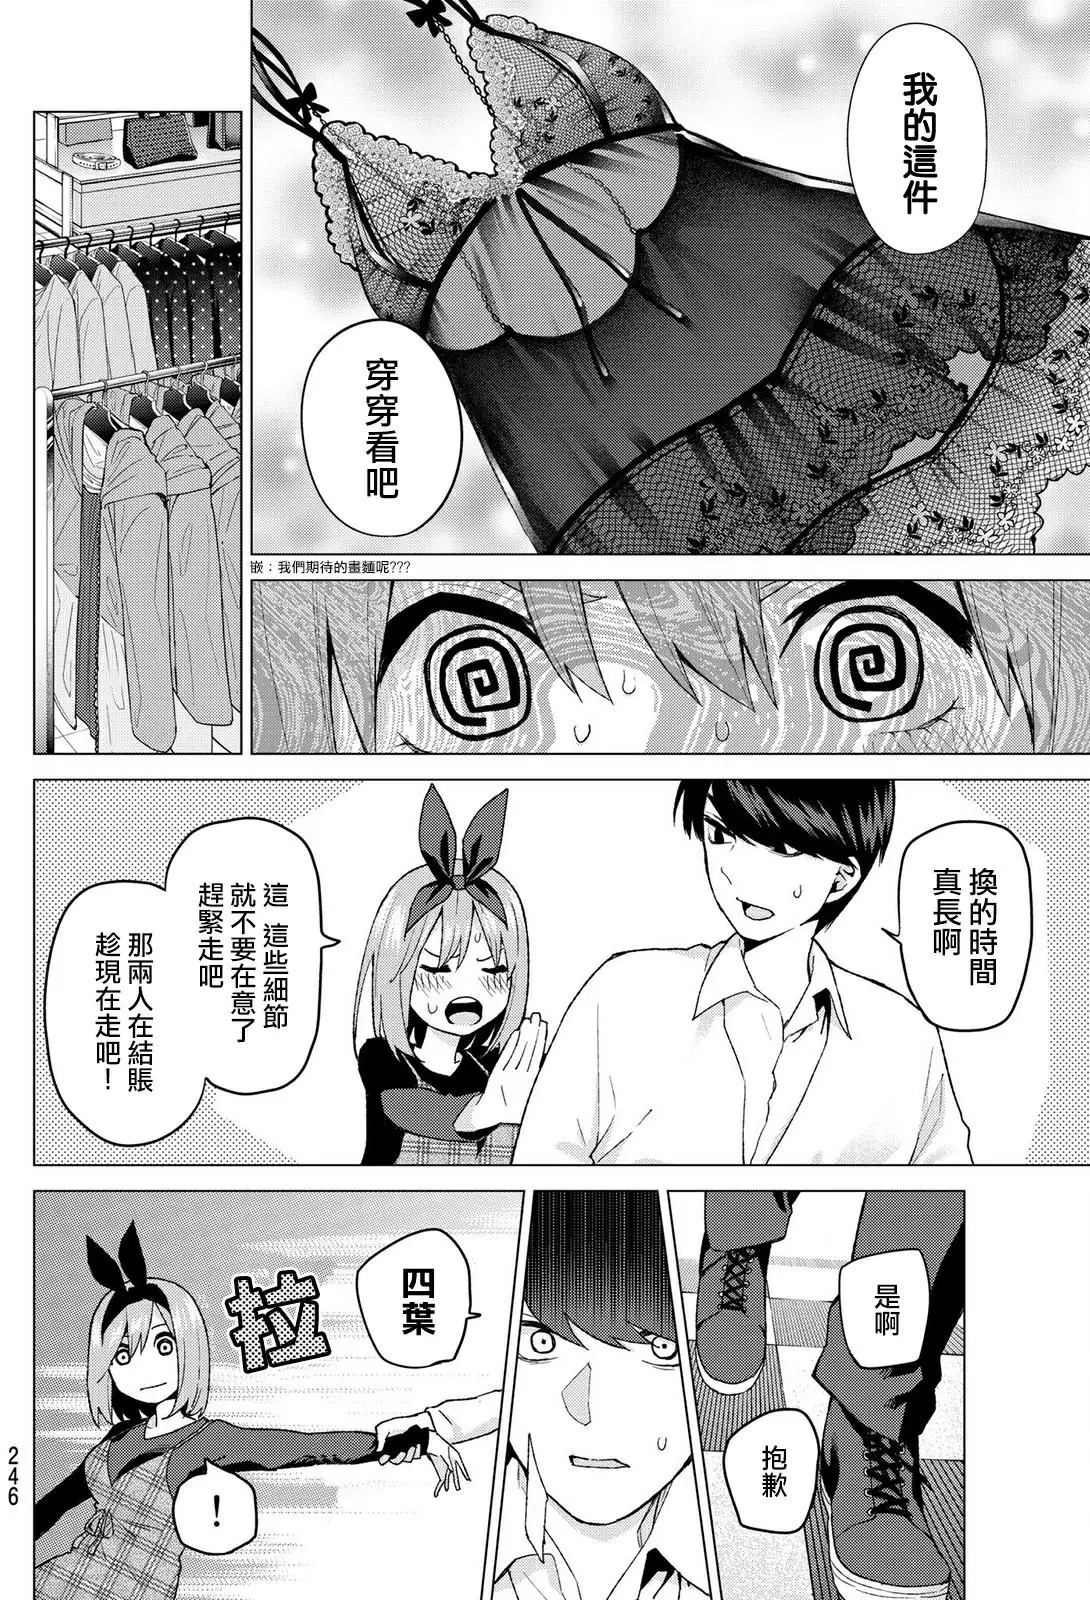 我的這件
穿穿看吧
嵌：我們期待的畫麵呢???
換的時間
真長啊
這 這些細節
就不要在意了
趕緊走吧
那兩人在結賬
趁現在走吧！
是啊
抱歉
四葉
拉
！
246